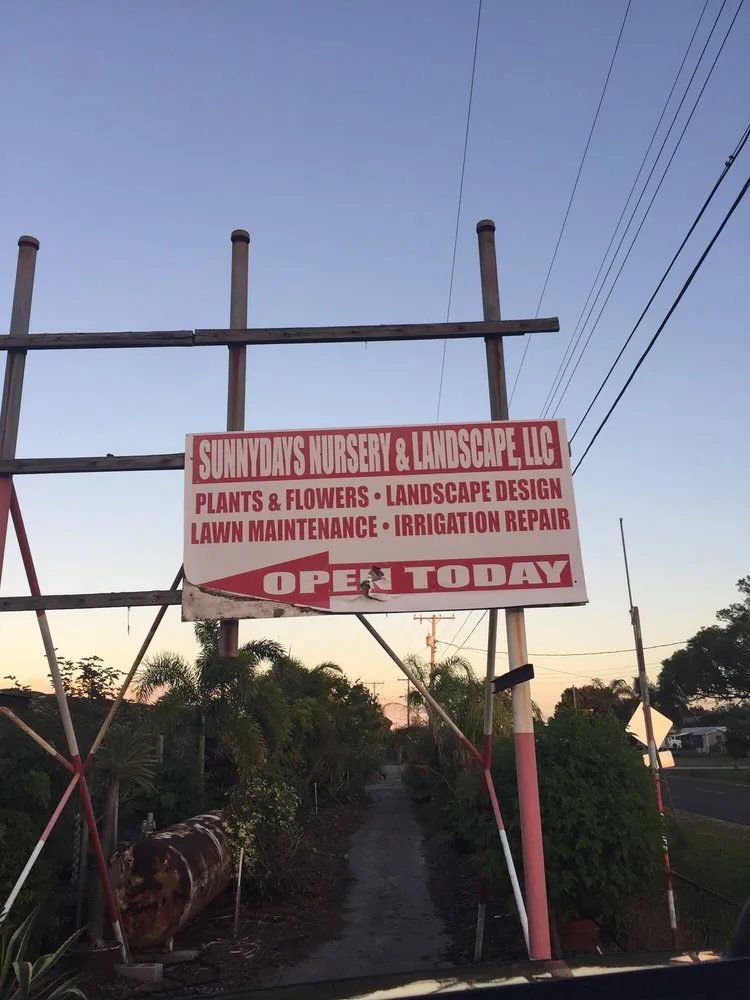 SUNNYDAYS NURSERY & LANDSCAPE, LLC
PLANTS & FLOWERS • LANDSCAPE DESIGN
LAWN MAINTENANCE • IRRIGATION REPAIR
OPEN TODAY